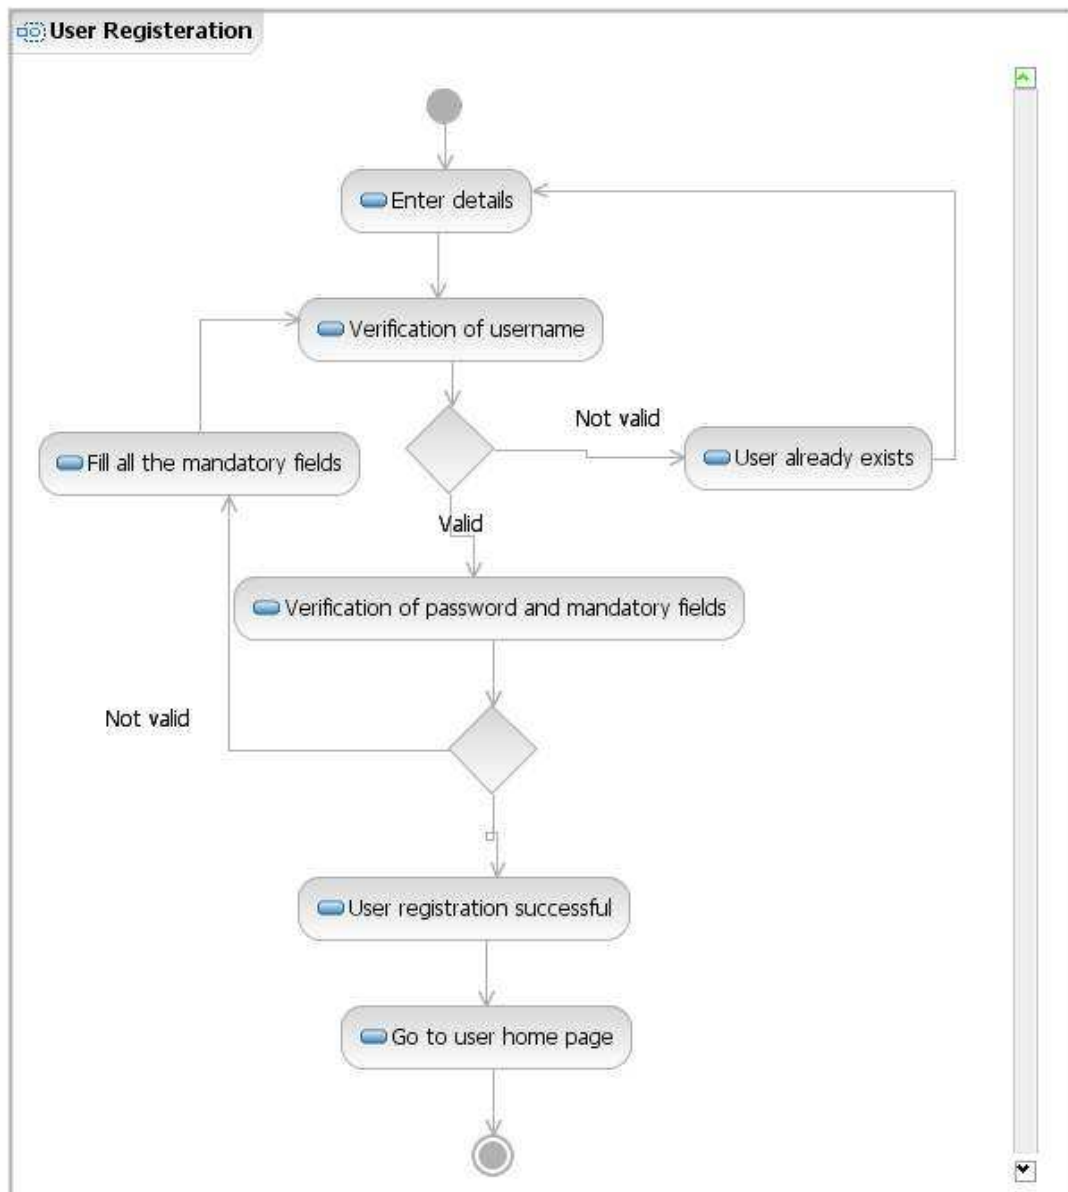 User Registeration
Enter details
Verification of username
Not valid
Fill all the mandatory fields
User already exists
Valid
Verification of password and mandatory fields
Not valid
User registration successful
Go to user home page